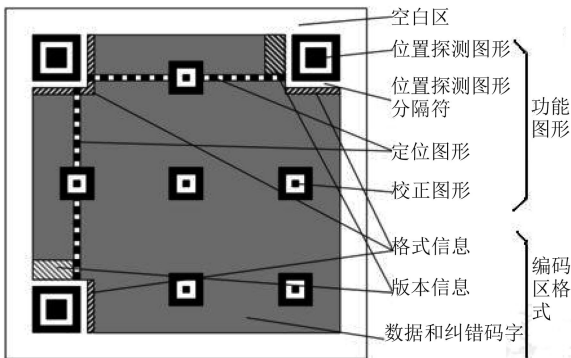 空白区
位置探测图形
位置探测图形
分隔符
定位图形
校正图形
功能
图形
格式信息
版本信息
数据和纠错码字
编码
区格
式